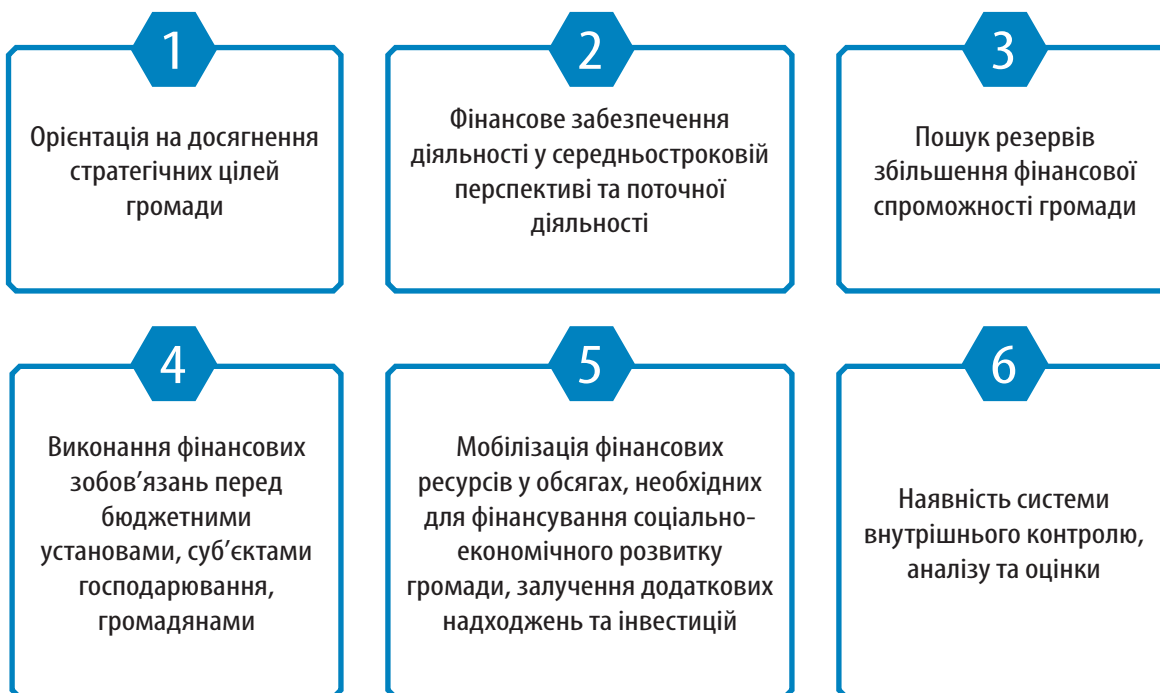 1
Орієнтація на досягнення
стратегічних цілей
громади
2
Фінансове забезпечення
діяльності у середньостроковій
перспективі та поточної
діяльності
3
Пошук резервів
збільшення фінансової
спроможності громади
4
Виконання фінансових
зобов’язань перед
бюджетними
установами, суб’єктами
господарювання,
громадянами
5
Мобілізація фінансових
ресурсів у обсягах, необхідних
для фінансування соціально-
економічного розвитку
громади, залучення додаткових
надходжень та інвестицій
6
Наявність системи
внутрішнього контролю,
аналізу та оцінки